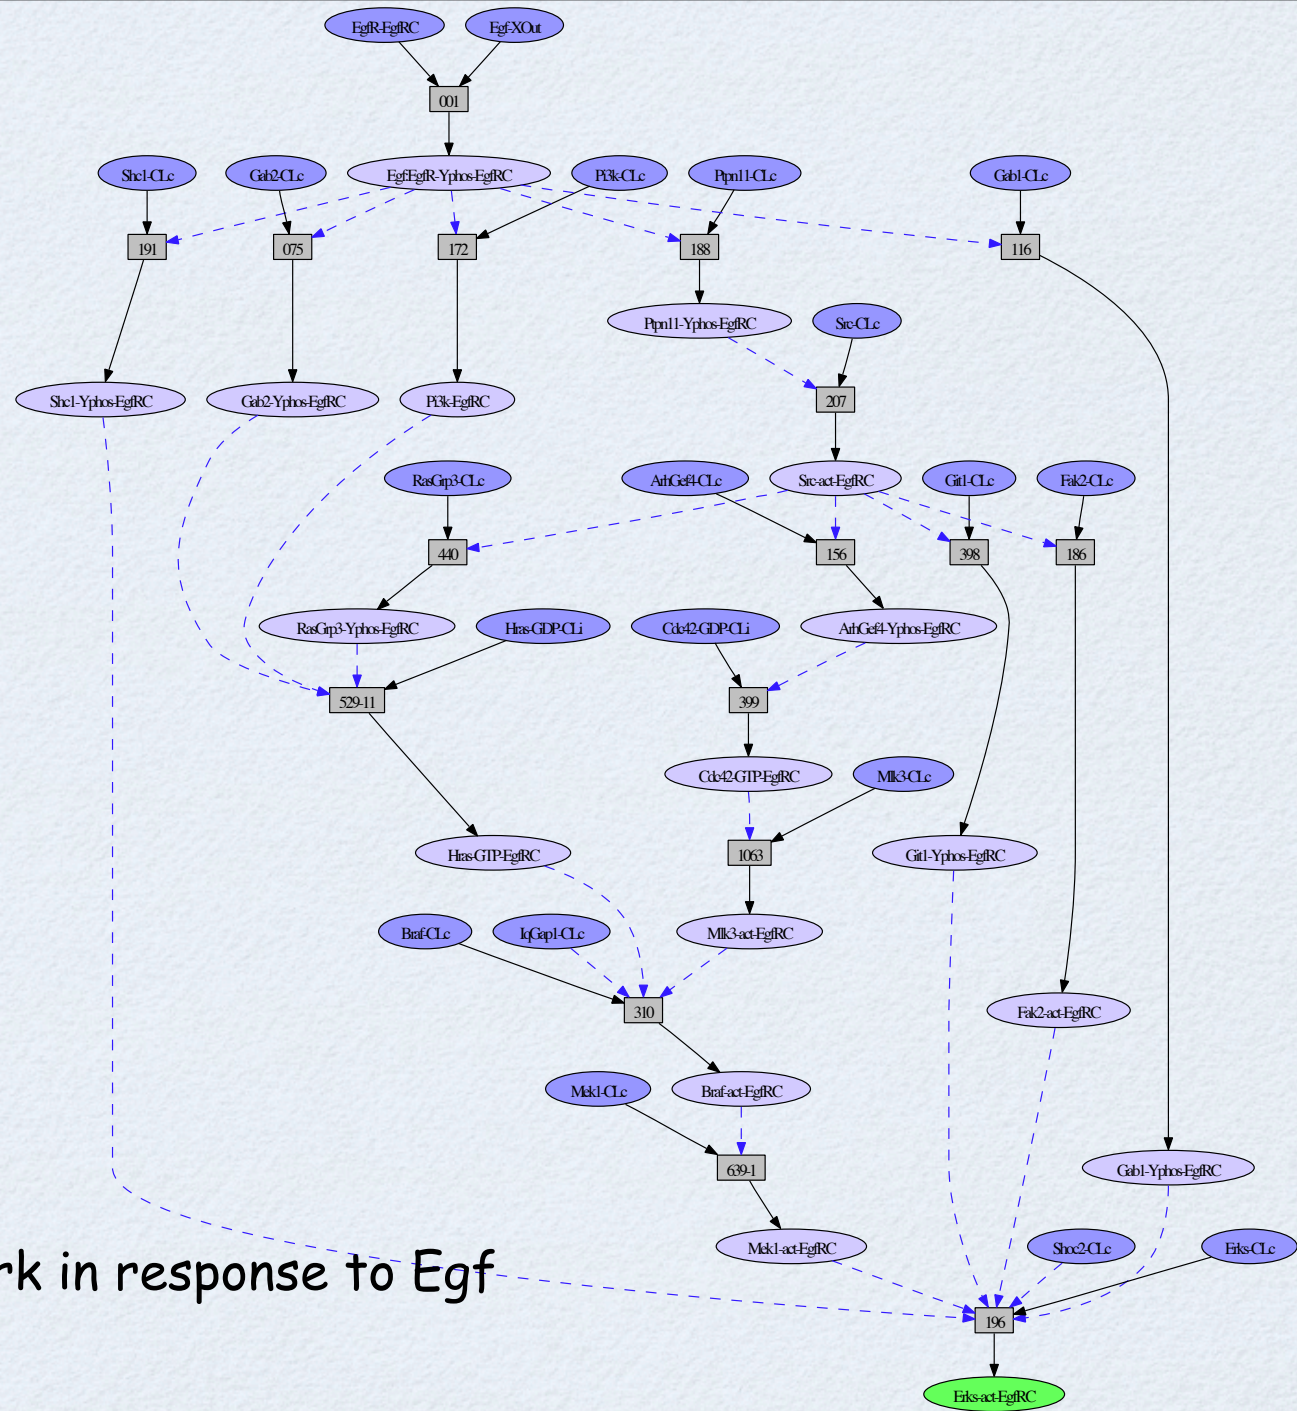 EgfR-EgfRC Egf-XOut
001
Shc1-CLc Gab2-CLc Egf:EgfR-Yphos-EgfRC Pi3k-CLc Ptpn11-CLc Gab1-CLc
191 075 172 188 116
Ptpn11-Yphos-EgfRC Src-CLc
Shc1-Yphos-EgfRC Gab2-Yphos-EgfRC Pi3k-EgfRC 207
RasGrp3-CLc ArhGef4-CLc Src-act-EgfRC Git1-CLc Fak2-CLc
440 156 398 186
RasGrp3-Yphos-EgfRC Hras-GDP-CLi Cdc42-GDP-CLi ArhGef4-Yphos-EgfRC
529-11 399
Cdc42-GTP-EgfRC Mlk3-CLc
Hras-GTP-EgfRC 1063 Git1-Yphos-EgfRC
Braf-CLc IqGap1-CLc Mlk3-act-EgfRC
310 Fak2-act-EgfRC
Mek1-CLc Braf-act-EgfRC
639-1 Gab1-Yphos-EgfRC
Mek1-act-EgfRC Shoc2-CLc Erks-CLc
rk in response to Egf
196
Erks-act-EgfRC